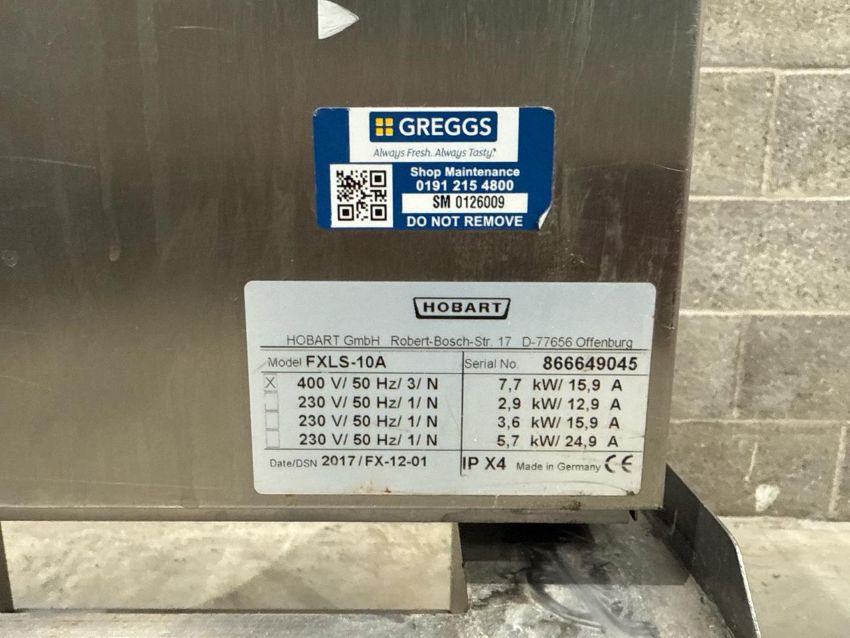 GREGGS
Always Fresh. Always Tasty.
Shop Maintenance
0191 215 4800
SM 0126009
DO NOT REMOVE
HOBART
HOBART GmbH Robert-Bosch-Str. 17 D-77656 Offenburg
Model FXLS-10A Serial No. 866649045
X 400 V/ 50 Hz/ 3/ N 7,7 kW/ 15,9 A
230 V/ 50 Hz/ 1/ N 2,9 kW/ 12,9 A
230 V/ 50 Hz/ 1/ N 3,6 kW/ 15,9 A
230 V/ 50 Hz/ 1/ N 5,7 kW/ 24,9 A
Date/DSN 2017/FX-12-01 IP X4 Made in Germany CE